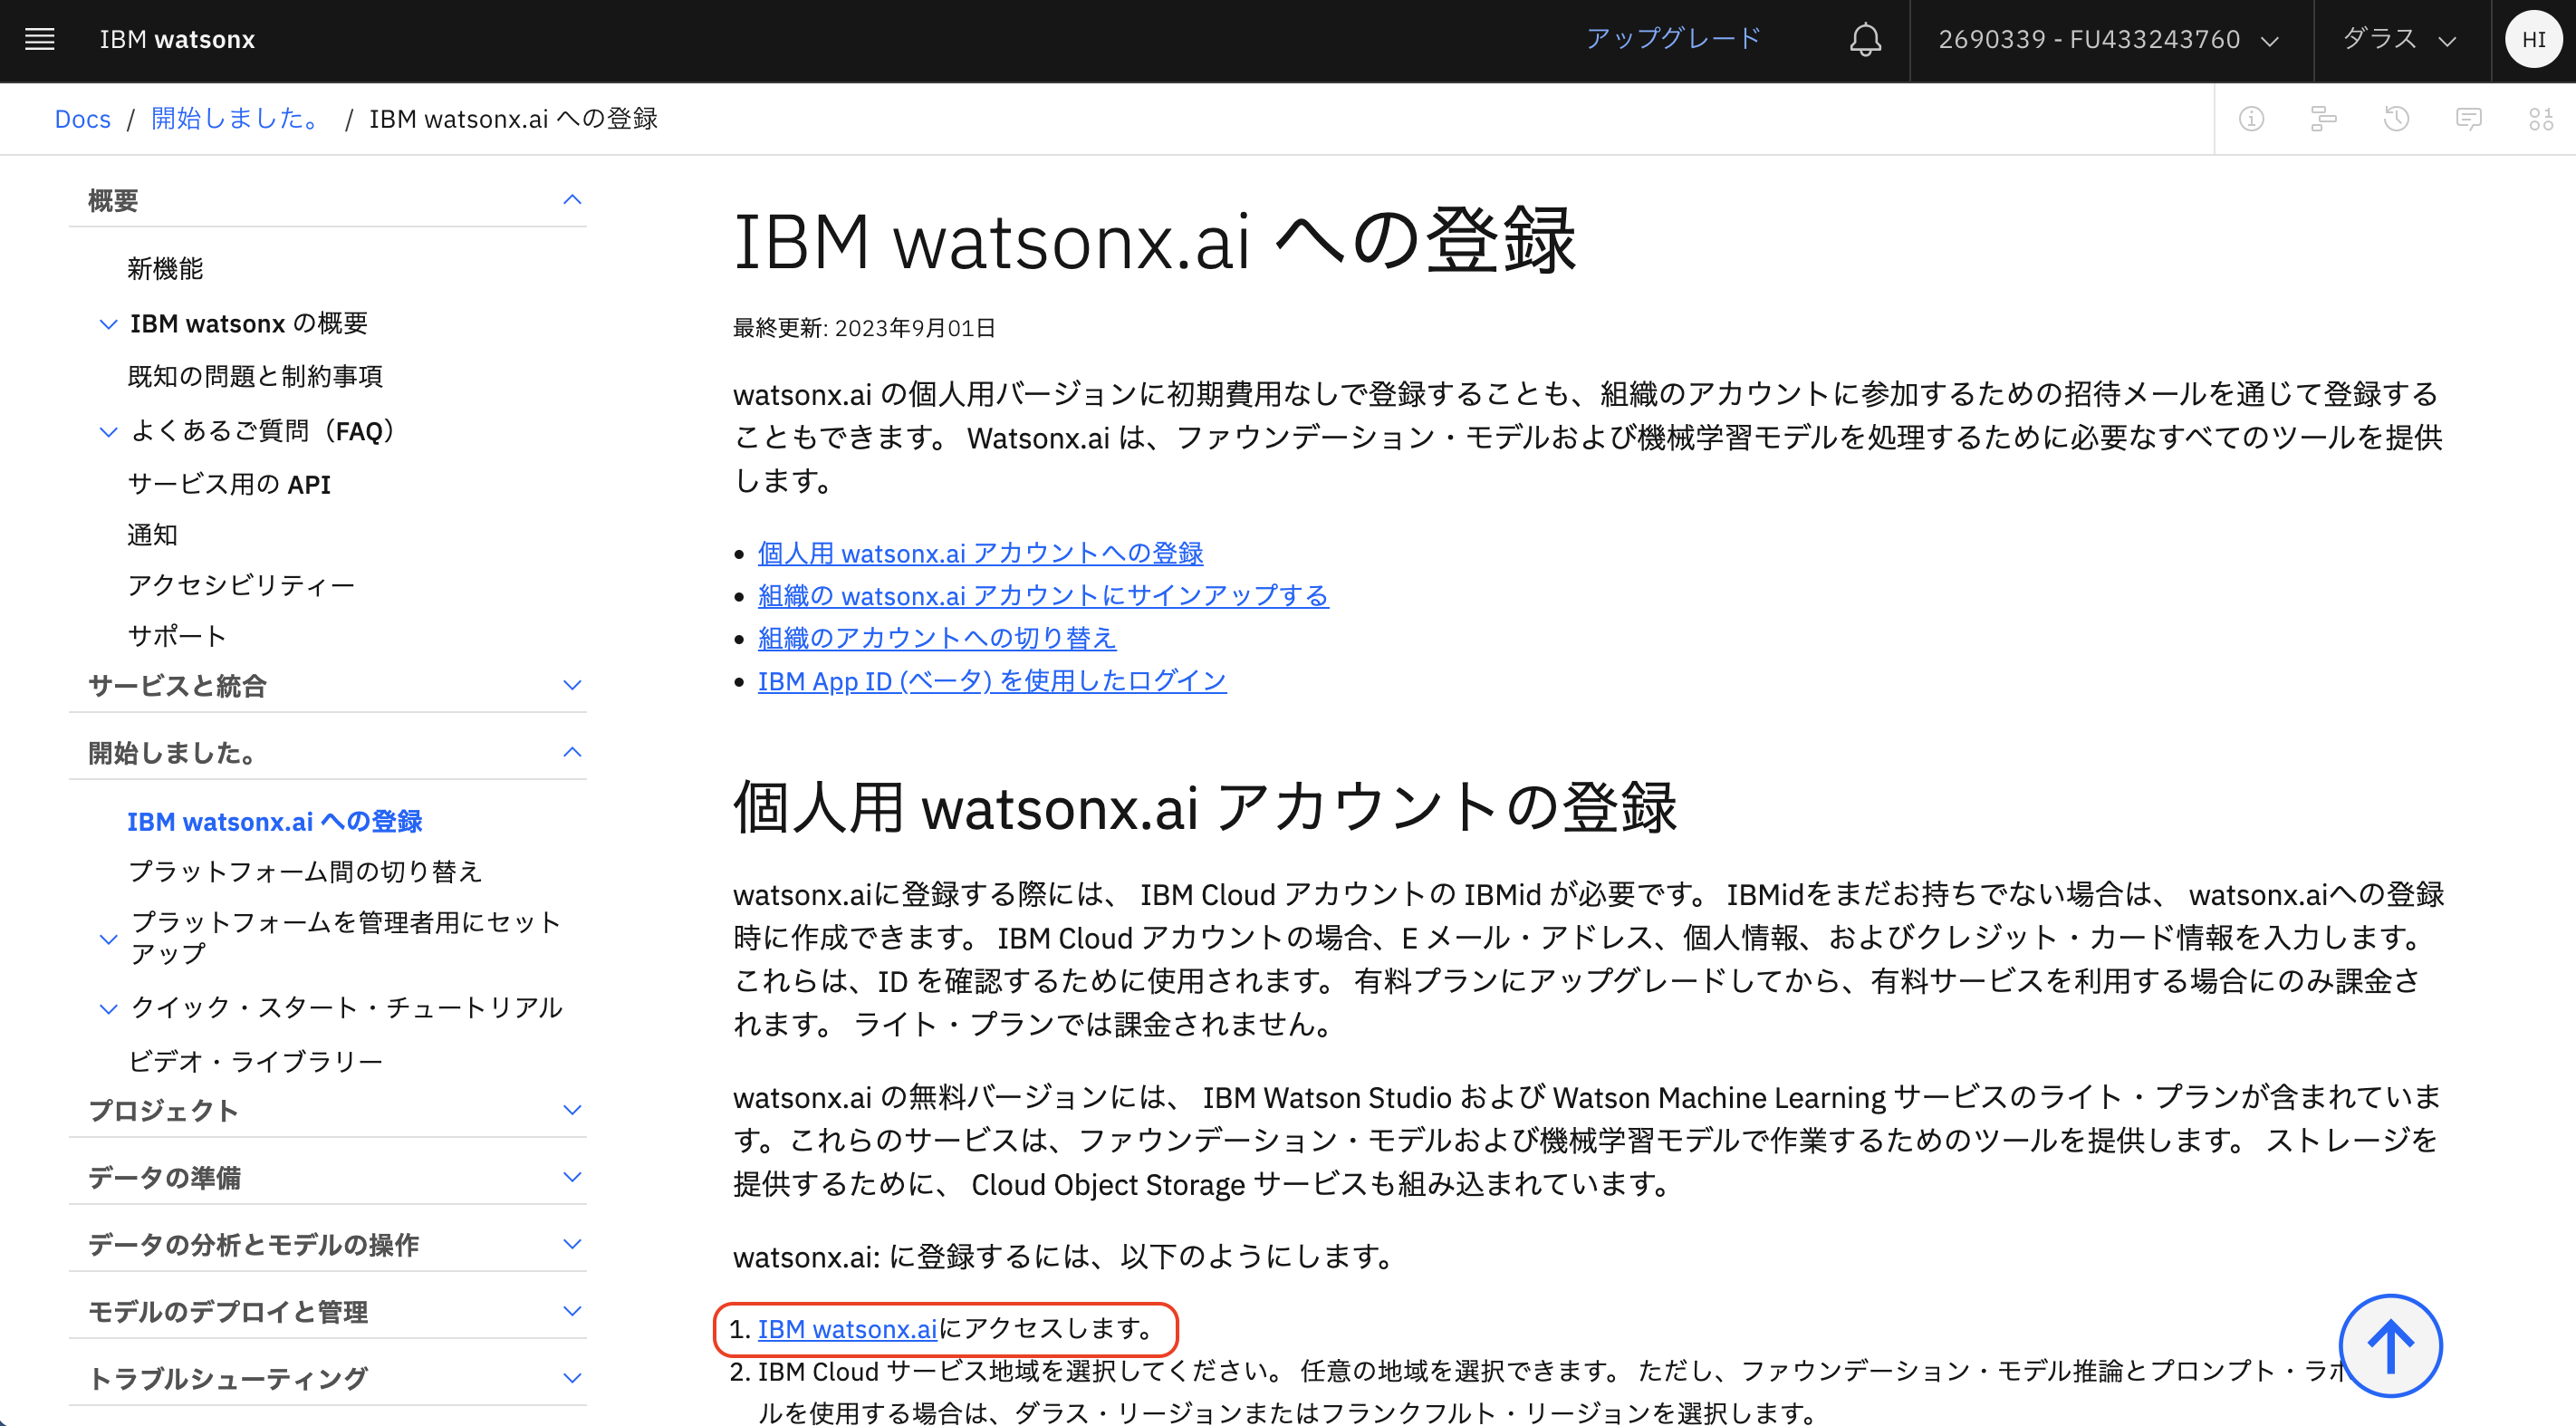 IBM watsonx
アップグレード
2690339 - FU433243760
ダラス
HI
Docs / 開始しました。 / IBM watsonx.ai への登録
概要
新機能
IBM watsonx の概要
既知の問題と制約事項
よくあるご質問（FAQ）
サービス用の API
通知
アクセシビリティー
サポート
サービスと統合
開始しました。
IBM watsonx.ai への登録
プラットフォーム間の切り替え
プラットフォームを管理者用にセット
アップ
クイック・スタート・チュートリアル
ビデオ・ライブラリー
プロジェクト
データの準備
データの分析とモデルの操作
モデルのデプロイと管理
トラブルシューティング
IBM watsonx.ai への登録
最終更新: 2023年9月01日
watsonx.ai の個人用バージョンに初期費用なしで登録することも、組織のアカウントに参加するための招待メールを通じて登録する
こともできます。 Watsonx.ai は、ファウンデーション・モデルおよび機械学習モデルを処理するために必要なすべてのツールを提供
します。
• 個人用 watsonx.ai アカウントへの登録
• 組織の watsonx.ai アカウントにサインアップする
• 組織のアカウントへの切り替え
• IBM App ID (ベータ) を使用したログイン
個人用 watsonx.ai アカウントの登録
watsonx.aiに登録する際には、 IBM Cloud アカウントの IBMid が必要です。 IBMidをまだお持ちでない場合は、 watsonx.aiへの登録
時に作成できます。 IBM Cloud アカウントの場合、E メール・アドレス、個人情報、およびクレジット・カード情報を入力します。
これらは、ID を確認するために使用されます。 有料プランにアップグレードしてから、有料サービスを利用する場合にのみ課金さ
れます。 ライト・プランでは課金されません。
watsonx.ai の無料バージョンには、 IBM Watson Studio および Watson Machine Learning サービスのライト・プランが含まれていま
す。これらのサービスは、ファウンデーション・モデルおよび機械学習モデルで作業するためのツールを提供します。 ストレージを
提供するために、 Cloud Object Storage サービスも組み込まれています。
watsonx.ai: に登録するには、以下のようにします。
1. IBM watsonx.aiにアクセスします。
2. IBM Cloud サービス地域を選択してください。 任意の地域を選択できます。 ただし、ファウンデーション・モデル推論とプロンプト・ラボ
ルを使用する場合は、ダラス・リージョンまたはフランクフルト・リージョンを選択します。